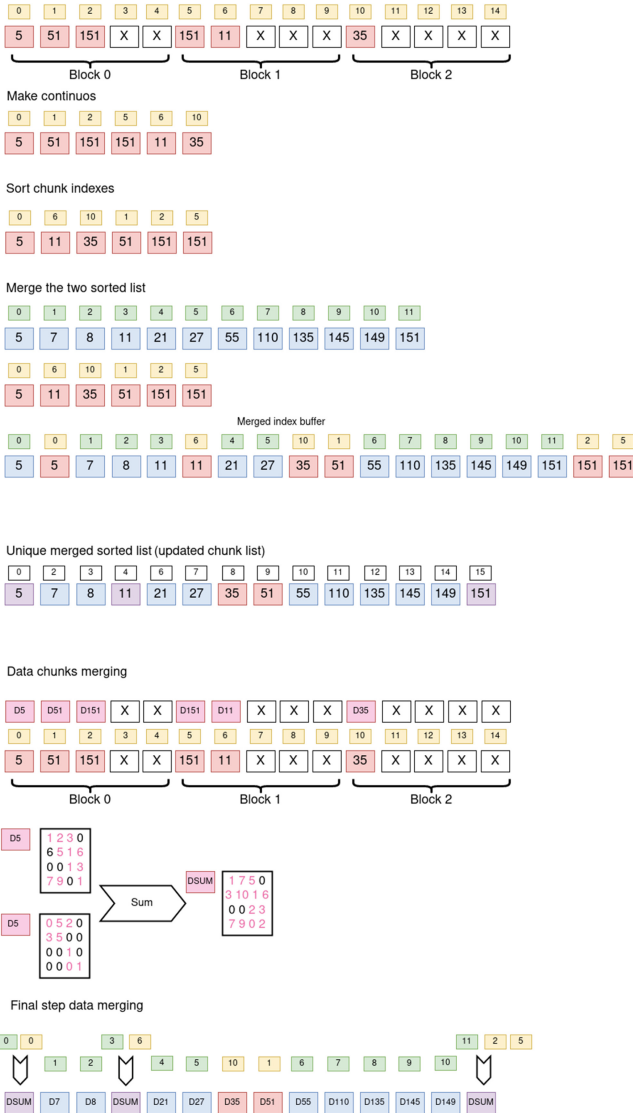 0 1 2 3 4 5 6 7 8 9 10 11 12 13 14
5 51 151 X X 151 11 X X X 35 X X X X
Block 0 Block 1 Block 2
Make continuos
0 1 2 5 6 10
5 51 151 151 11 35
Sort chunk indexes
0 6 10 1 2 5
5 11 35 51 151 151
Merge the two sorted list
0 1 2 3 4 5 6 7 8 9 10 11
5 7 8 11 21 27 55 110 135 145 149 151
0 6 10 1 2 5
5 11 35 51 151 151
Merged index buffer
0 0 1 2 3 6 4 5 10 1 6 7 8 9 10 11 2 5
5 5 7 8 11 11 21 27 35 51 55 110 135 145 149 151 151 151
Unique merged sorted list (updated chunk list)
0 2 3 4 6 7 8 9 10 11 12 13 14 15
5 7 8 11 21 27 35 51 55 110 135 145 149 151
Data chunks merging
D5 D51 D151 X X D151 D11 X X X D35 X X X X
0 1 2 3 4 5 6 7 8 9 10 11 12 13 14
5 51 151 X X 151 11 X X X 35 X X X X
Block 0 Block 1 Block 2
D5
1 2 3 0
6 5 1 6
0 0 1 3
7 9 0 1
D5
0 5 2 0
3 5 0 0
0 0 1 0
0 0 0 1
Sum
DSUM
1 7 5 0
3 10 1 6
0 0 2 3
7 9 0 2
Final step data merging
0 0 3 6 11 2 5
1 2 4 5 10 1 6 7 8 9 10
DSUM D7 D8 DSUM D21 D27 D35 D51 D55 D110 D135 D145 D149 DSUM